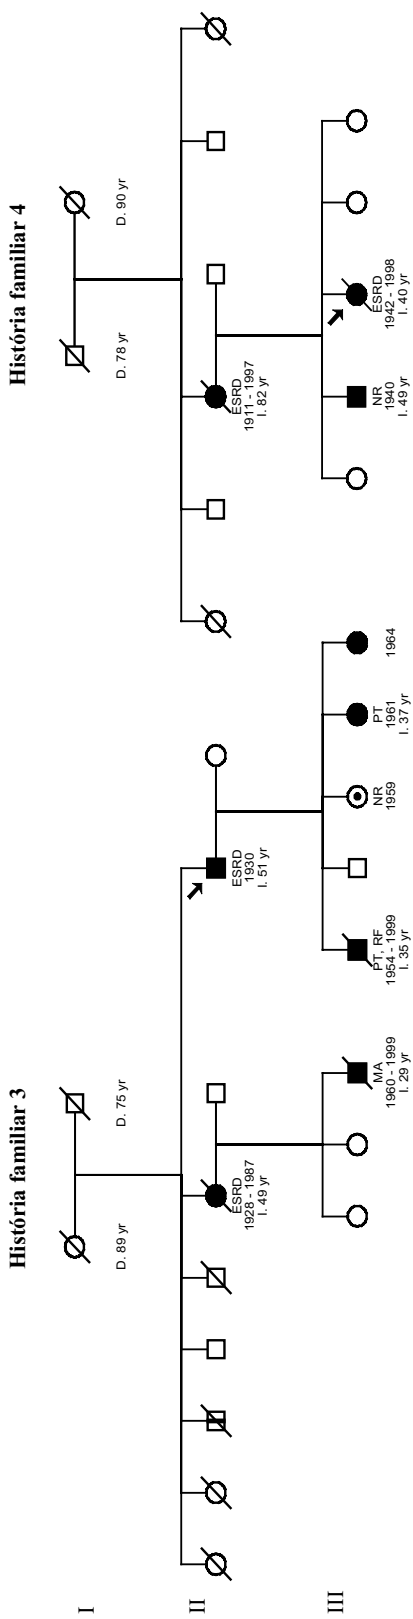 História familiar 3
I
D. 89 yr
D. 75 yr
II
ESRD
1928 - 1987
I. 49 yr
ESRD
1930
I. 51 yr
III
MA
1960 - 1999
I. 29 yr
PT, RF
1954 - 1999
I. 35 yr
NR
1959
PT
1961
I. 37 yr
1964
História familiar 4
D. 78 yr
D. 90 yr
ESRD
1911 - 1997
I. 82 yr
NR
1940
I. 49 yr
ESRD
1942 - 1998
I. 40 yr